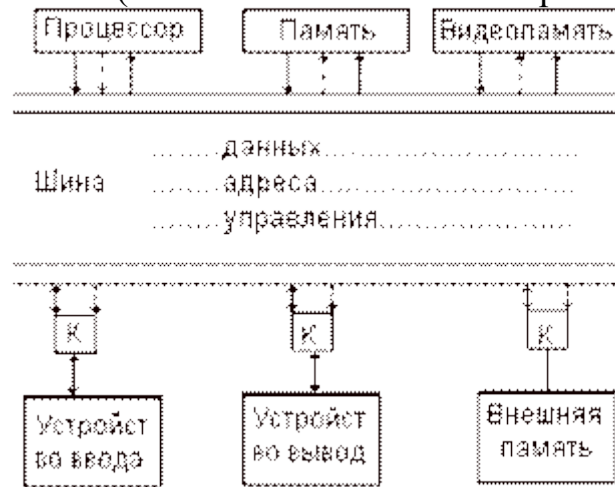 Процессор Память Видеопамять
данных
Шина адреса
управления
К К К
Устройст Устройст Внешняя
во ввода во вывод память